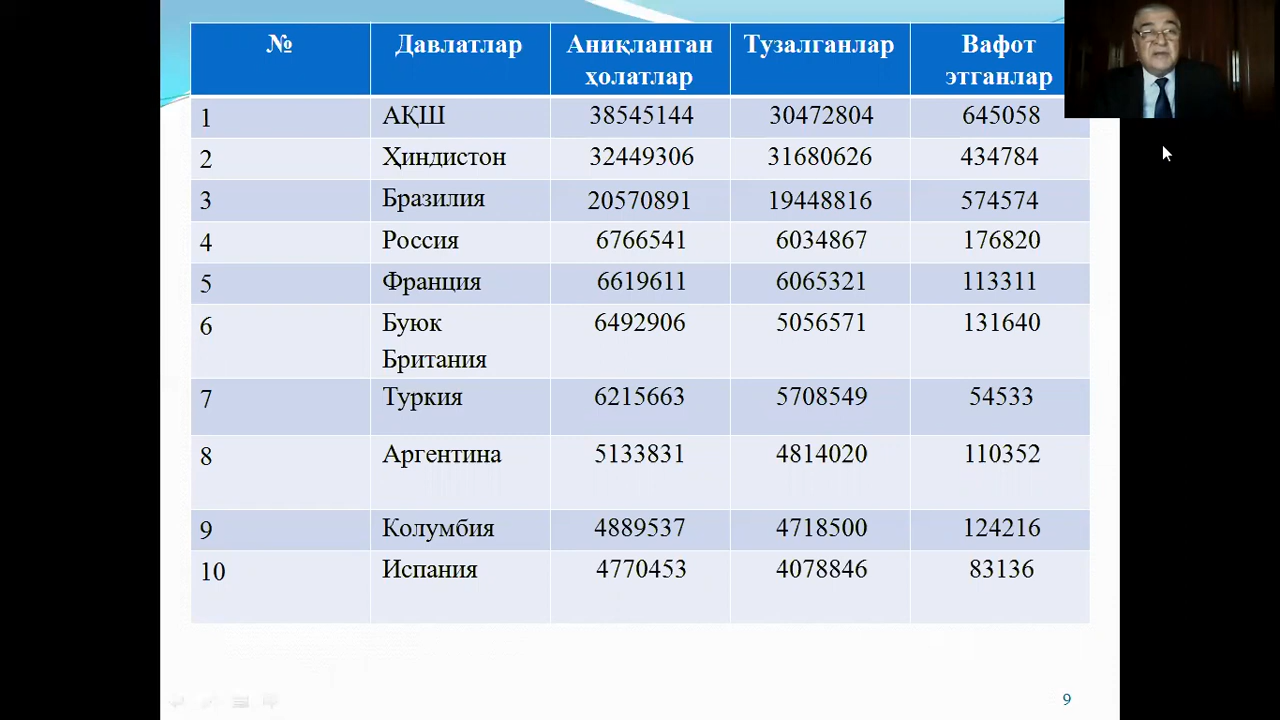 № Давлатлар Аниқланган ҳолатлар Тузалганлар Вафот этганлар
1 АҚШ 38545144 30472804 645058
2 Ҳиндистон 32449306 31680626 434784
3 Бразилия 20570891 19448816 574574
4 Россия 6766541 6034867 176820
5 Франция 6619611 6065321 113311
6 Буюк Британия 6492906 5056571 131640
7 Туркия 6215663 5708549 54533
8 Аргентина 5133831 4814020 110352
9 Колумбия 4889537 4718500 124216
10 Испания 4770453 4078846 83136
9